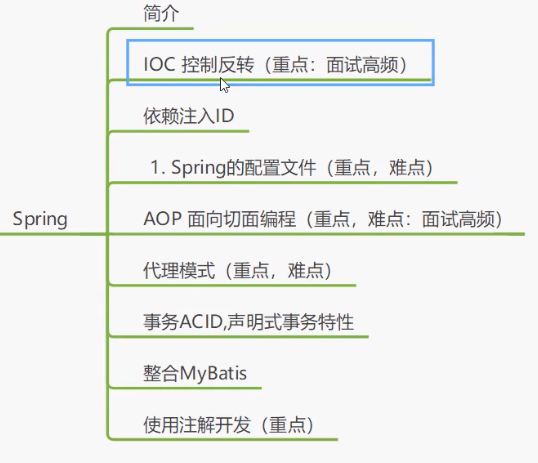 简介
IOC 控制反转（重点：面试高频）
依赖注入ID
1. Spring的配置文件（重点，难点）
Spring
AOP 面向切面编程（重点，难点：面试高频）
代理模式（重点，难点）
事务ACID,声明式事务特性
整合MyBatis
使用注解开发（重点）